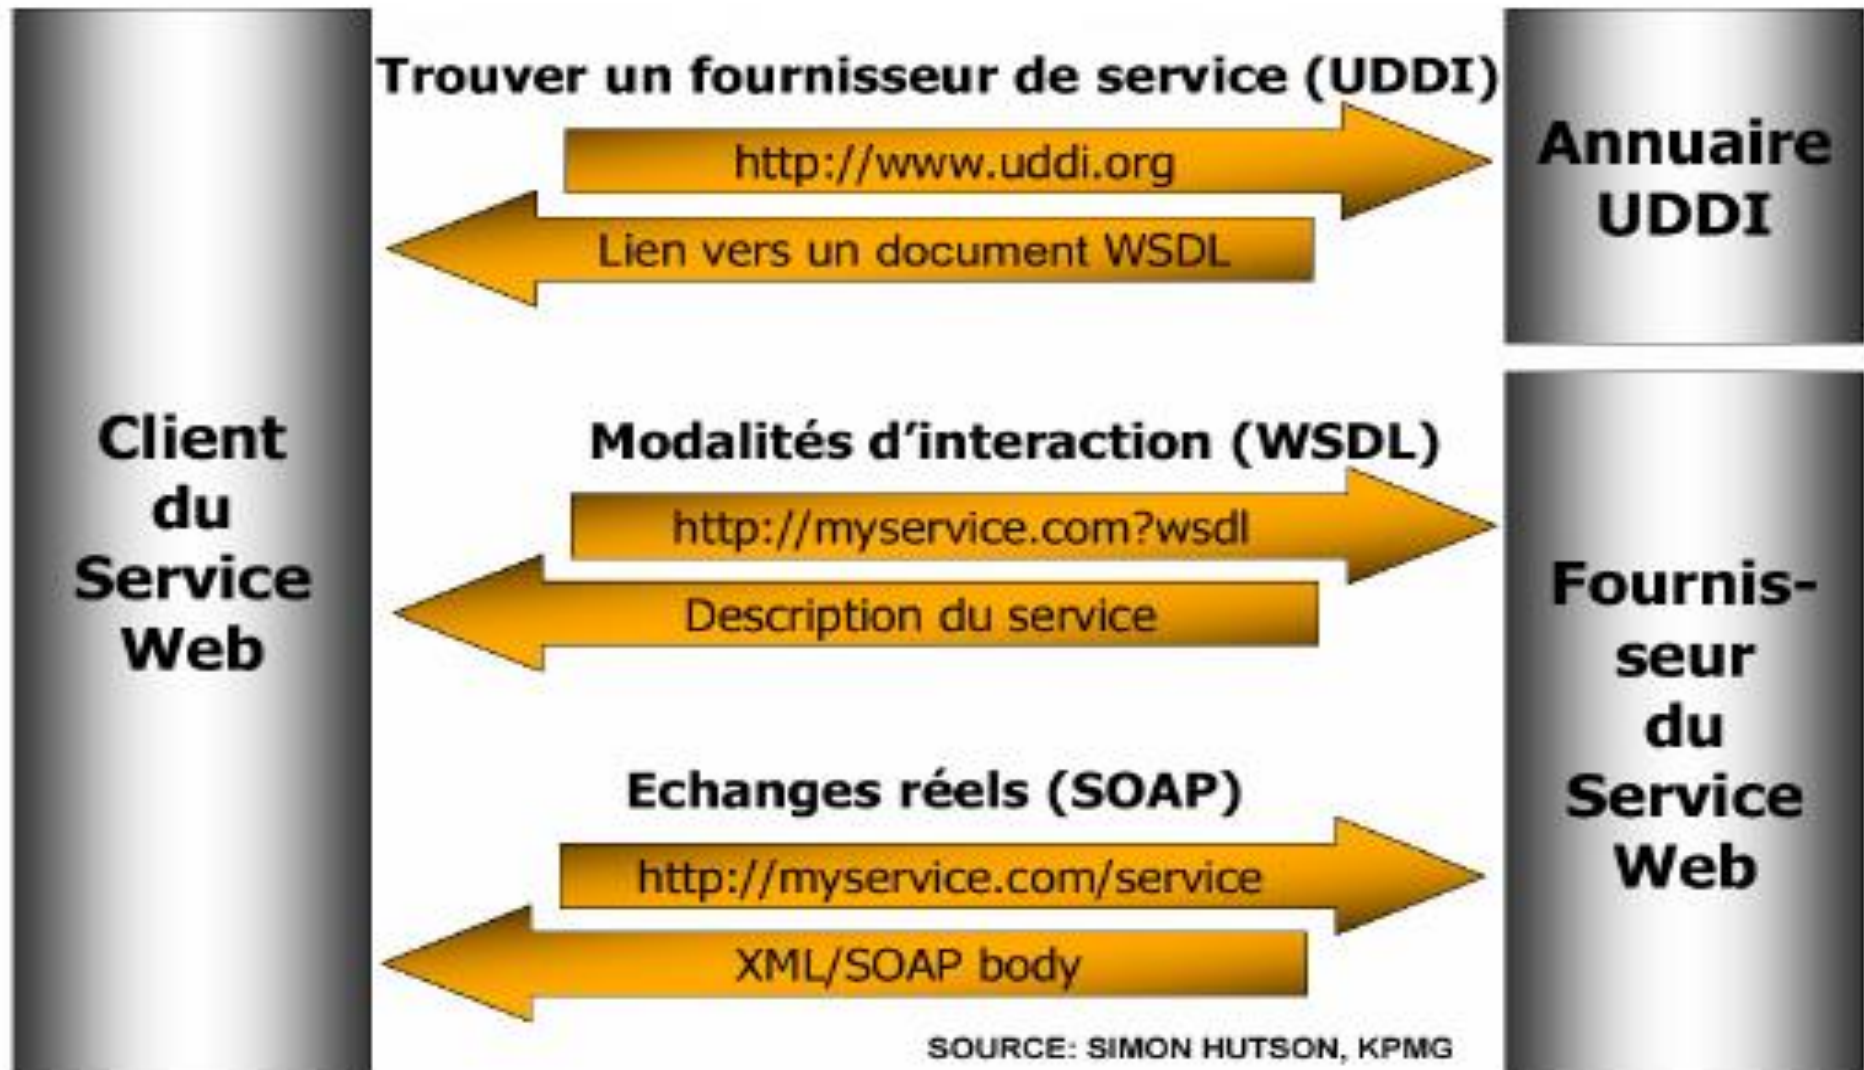 Trouver un fournisseur de service (UDDI)
http://www.uddi.org
Lien vers un document WSDL
Annuaire
UDDI
Client
du
Service
Web
Modalités d’interaction (WSDL)
http://myservice.com?wsdl
Description du service
Echanges réels (SOAP)
http://myservice.com/service
XML/SOAP body
Fournis-
seur
du
Service
Web
SOURCE: SIMON HUTSON, KPMG